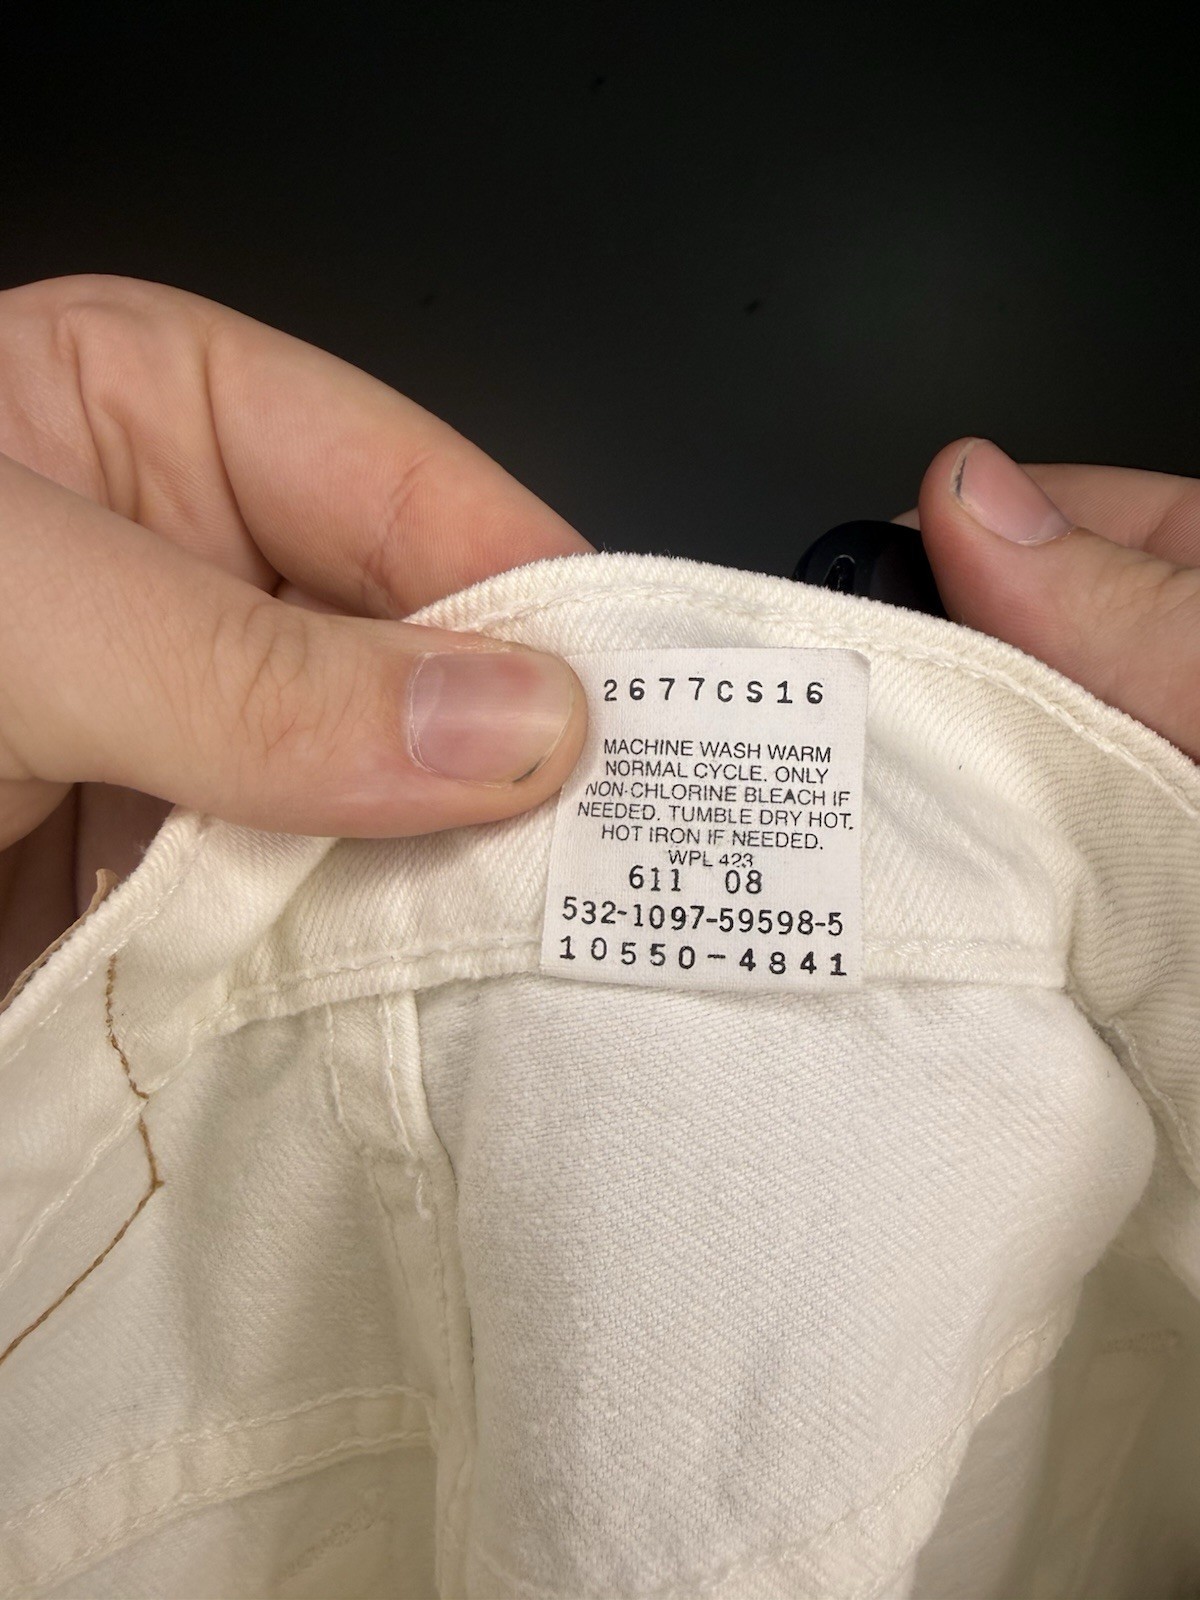 2677CS16
MACHINE WASH WARM
NORMAL CYCLE. ONLY
NON-CHLORINE BLEACH IF
NEEDED. TUMBLE DRY HOT.
HOT IRON IF NEEDED.
WPL 423
611 08
532-1097-59598-5
10550-4841